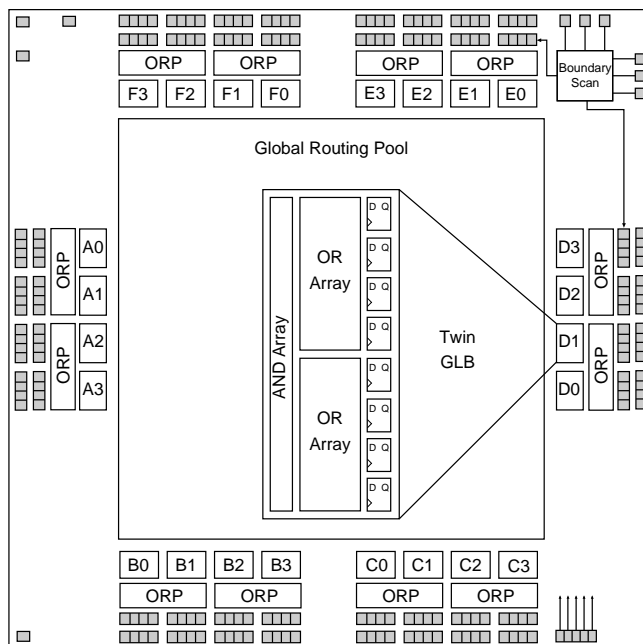 ORP ORP ORP ORP
Boundary
Scan
F3 F2 F1 F0 E3 E2 E1 E0
Global Routing Pool
D Q
A0 D3
ORP OR ORP
D Q
Array
A1 D2
D Q
D Q
A2 Twin D1
AND Array
GLB
ORP D Q ORP
A3 OR D0
D Q
Array
D Q
D Q
B0 B1 B2 B3 C0 C1 C2 C3
ORP ORP ORP ORP